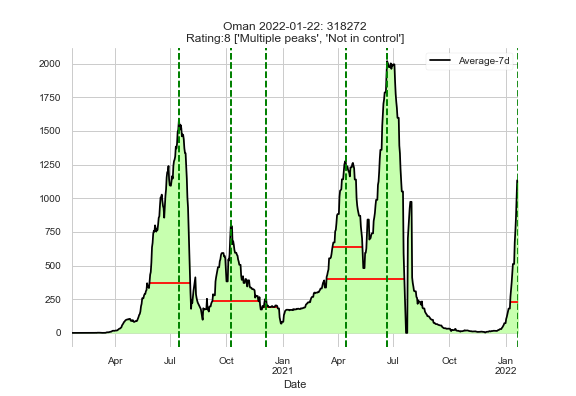 Oman 2022-01-22: 318272
Rating:8 ['Multiple peaks', 'Not in control']
Average-7d
2000
1750
1500
1250
1000
750
500
250
0
Apr
Jul
Oct
Jan
2021
Apr
Jul
Oct
Jan
2022
Date